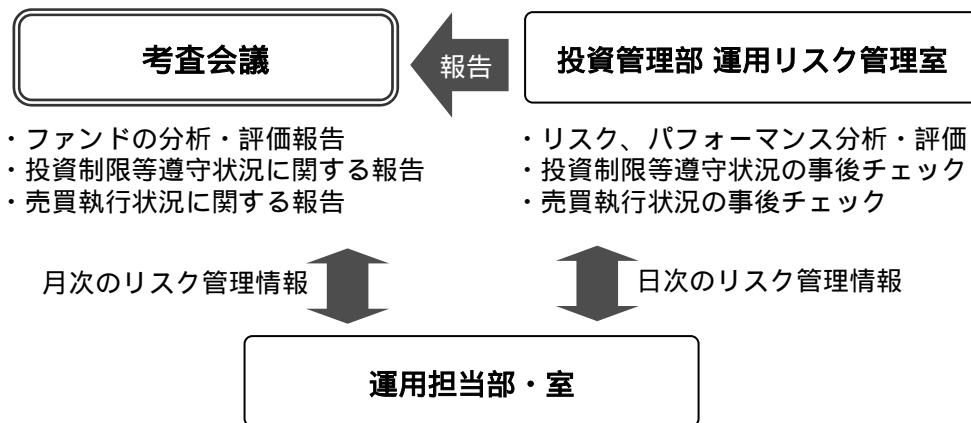 考査会議
報告
投資管理部 運用リスク管理室
・ファンドの分析・評価報告
・投資制限等遵守状況に関する報告
・売買執行状況に関する報告
・リスク、パフォーマンス分析・評価
・投資制限等遵守状況の事後チェック
・売買執行状況の事後チェック
月次のリスク管理情報
日次のリスク管理情報
運用担当部・室